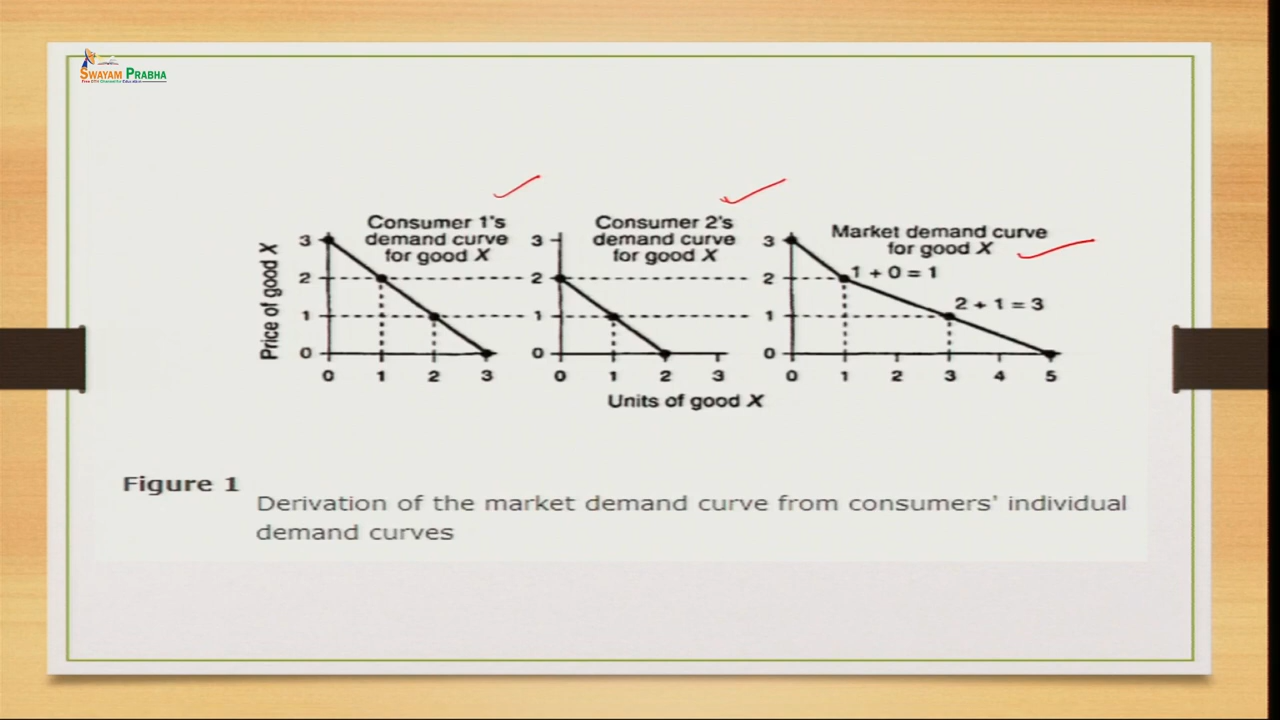 SWAYAM PRABHA
Consumer 1's
demand curve
for good X
Consumer 2's
demand curve
for good X
Market demand curve
for good X
Price of good X
3
2
1
0
0 1 2 3
3
2
1
0
0 1 2 3
3
2
1
0
0 1 2 3 4 5
1 + 0 = 1
2 + 1 = 3
Units of good X
Figure 1
Derivation of the market demand curve from consumers' individual
demand curves